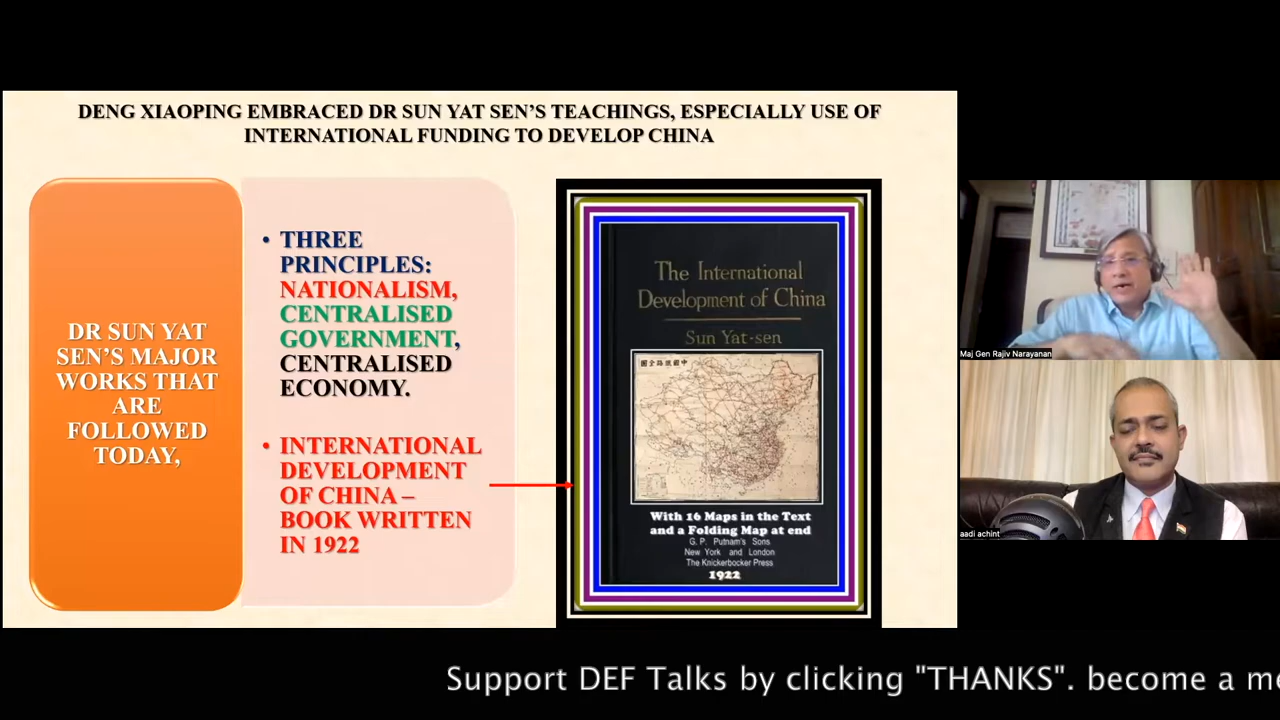 DENG XIAOPING EMBRACED DR SUN YAT SEN'S TEACHINGS, ESPECIALLY USE OF
INTERNATIONAL FUNDING TO DEVELOP CHINA
DR SUN YAT
SEN'S MAJOR
WORKS THAT
ARE
FOLLOWED
TODAY,
• THREE
PRINCIPLES:
NATIONALISM,
CENTRALISED
GOVERNMENT,
CENTRALISED
ECONOMY.
• INTERNATIONAL
DEVELOPMENT
OF CHINA –
BOOK WRITTEN
IN 1922
The International
Development of China
Sun Yat-sen
With 16 Maps in the Text
and a Folding Map at end
G. P. Putnam's Sons
New York and London
The Knickerbocker Press
1922
Maj Gen Rajiv Narayanan
aadi achint
Support DEF Talks by clicking "THANKS". become a me